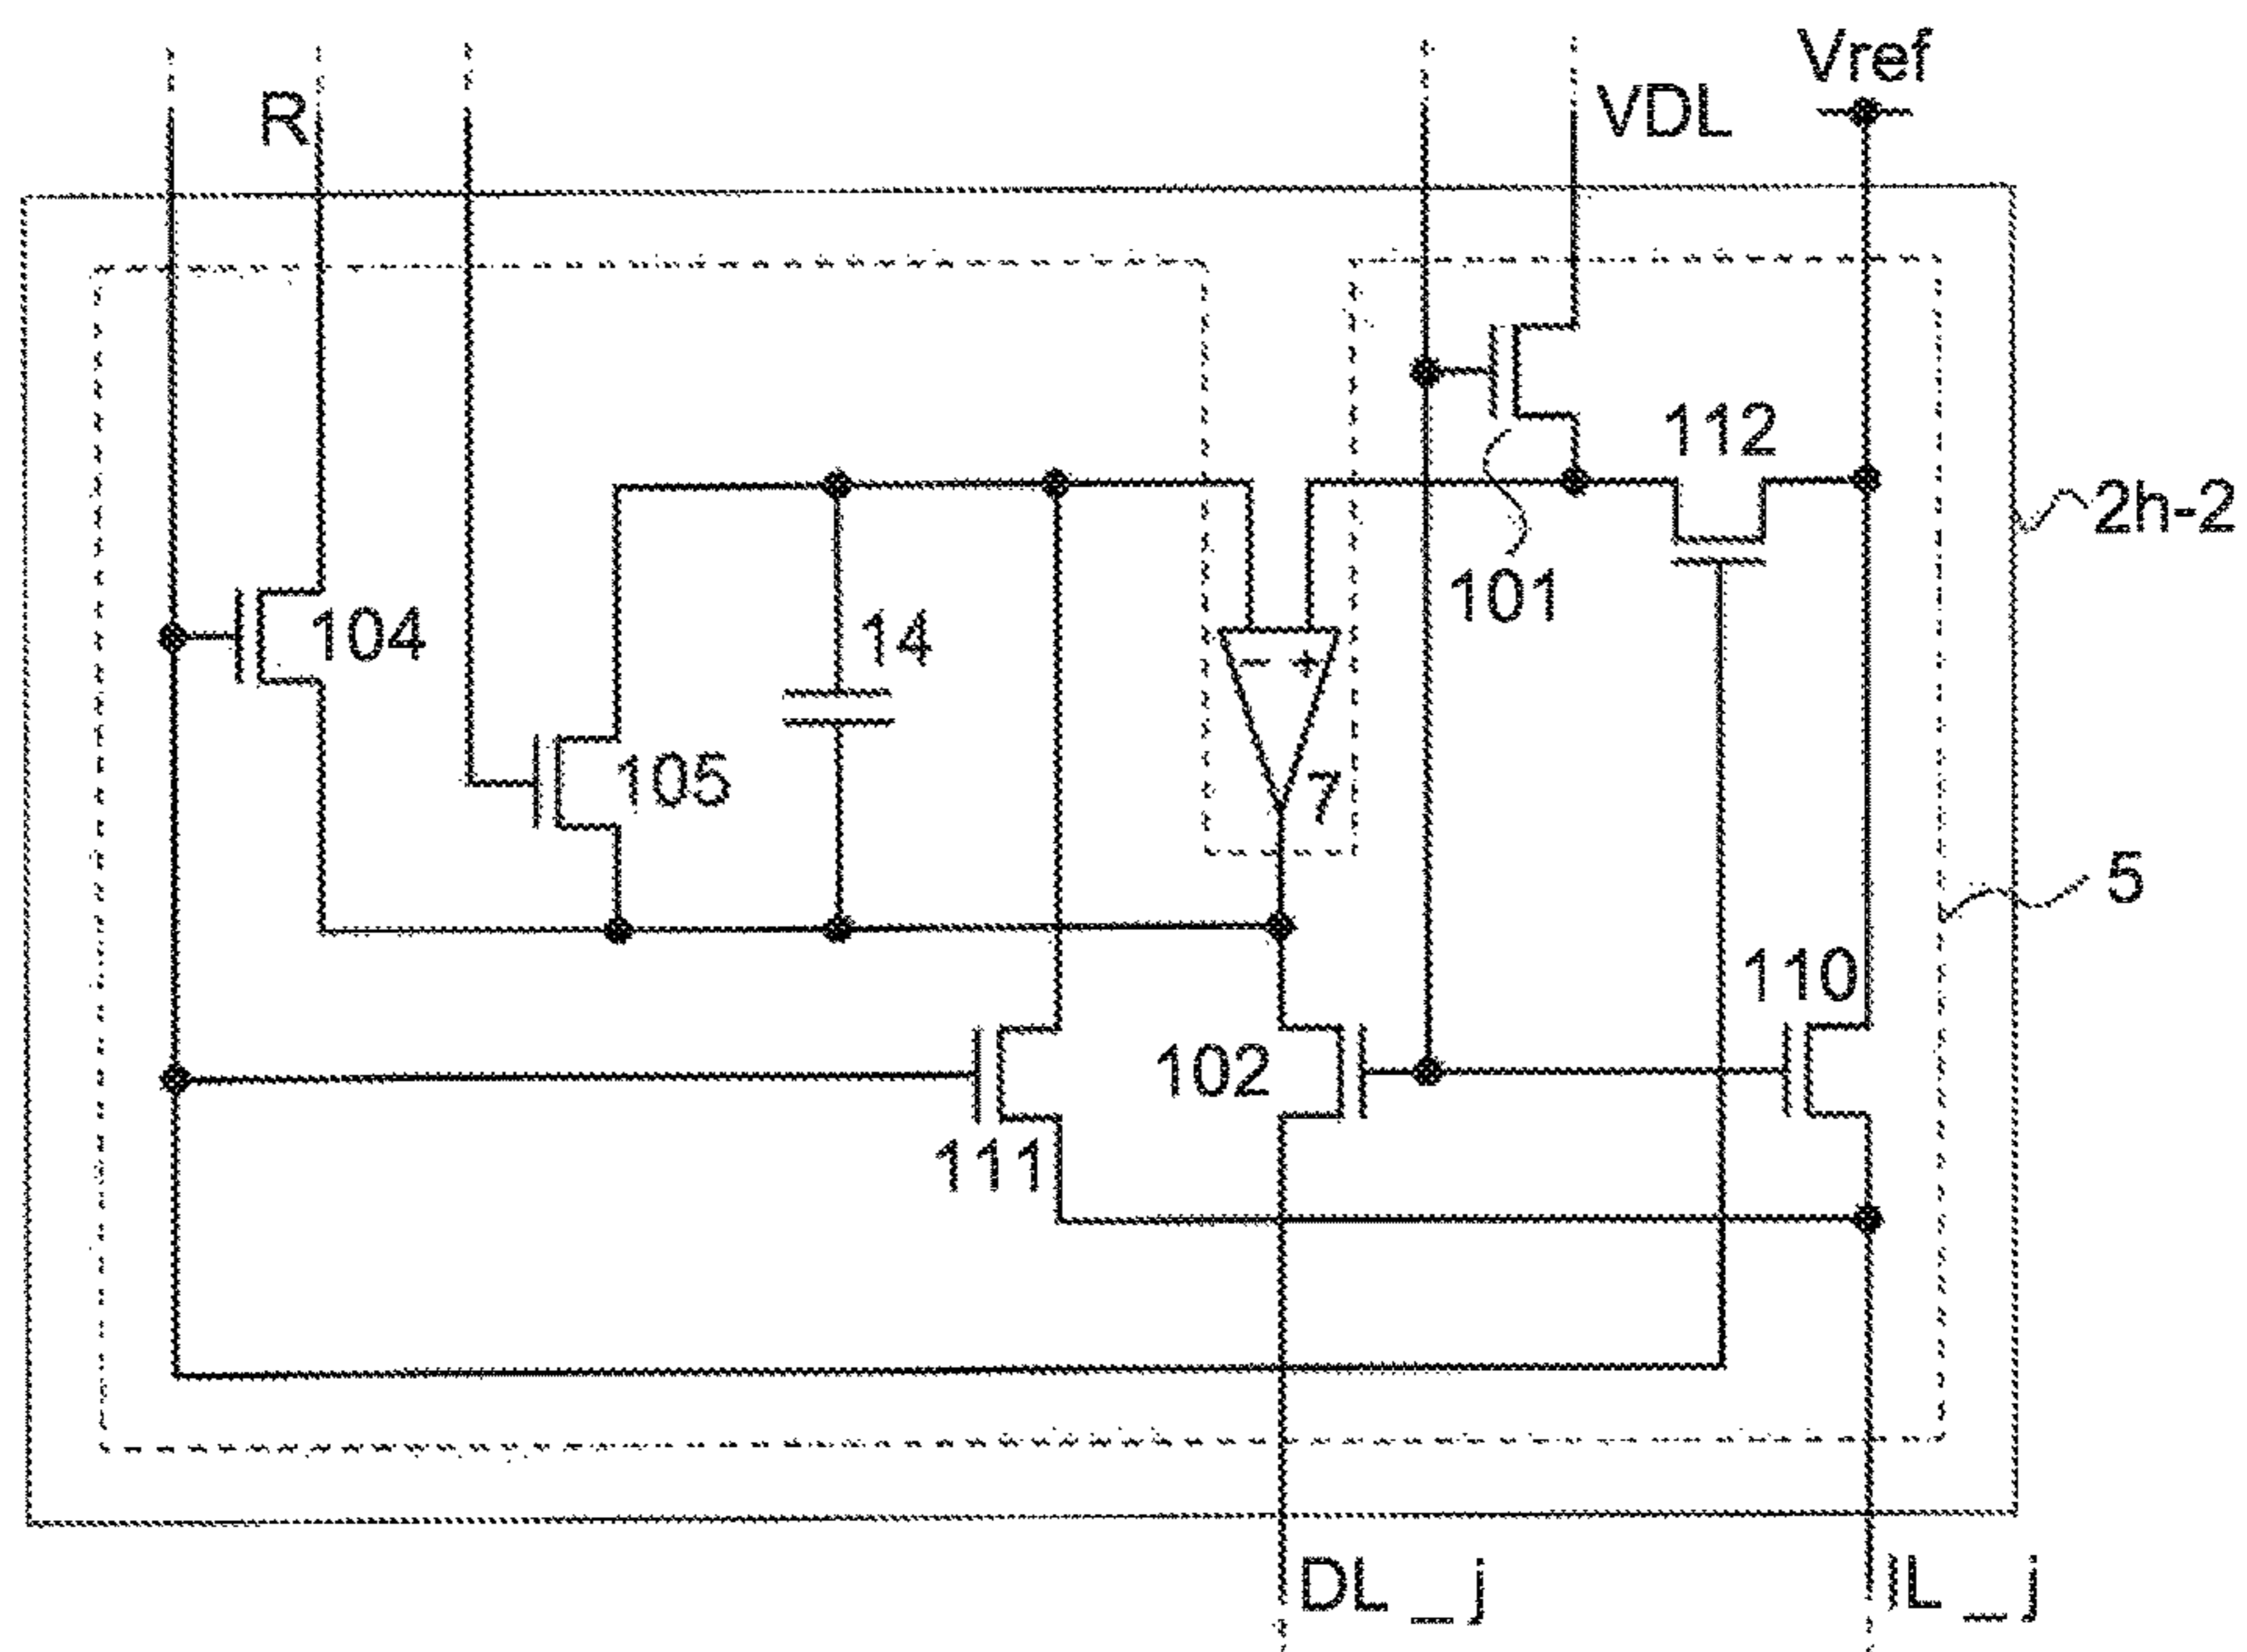 Vref
R
VDL
112
2h-2
101
104
14
105
7
5
110
102
111
- +
DL _ j
IL _ j